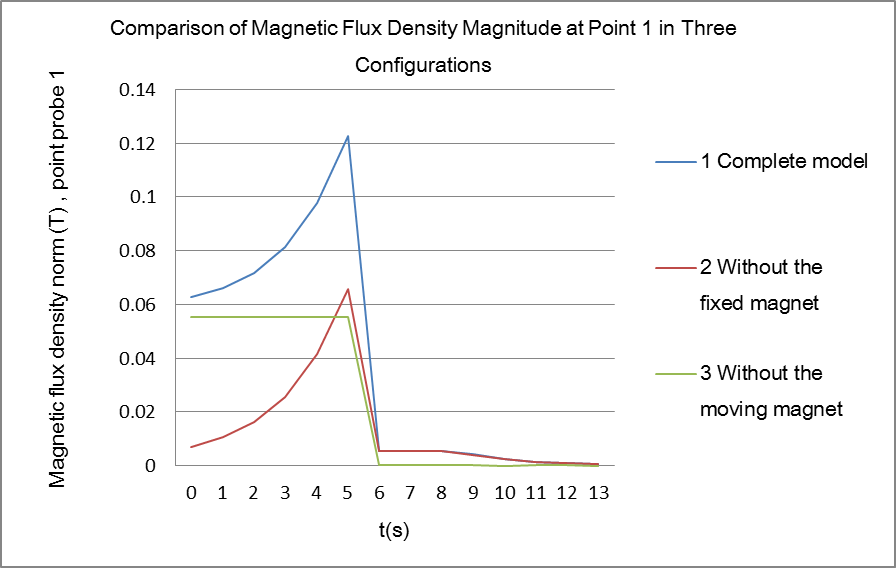 Comparison of Magnetic Flux Density Magnitude at Point 1 in Three
Configurations
Magnetic flux density norm (T) , point probe 1
0.14
0.12
0.1
0.08
0.06
0.04
0.02
0
0 1 2 3 4 5 6 7 8 9 10 11 12 13
t(s)
1 Complete model
2 Without the
fixed magnet
3 Without the
moving magnet